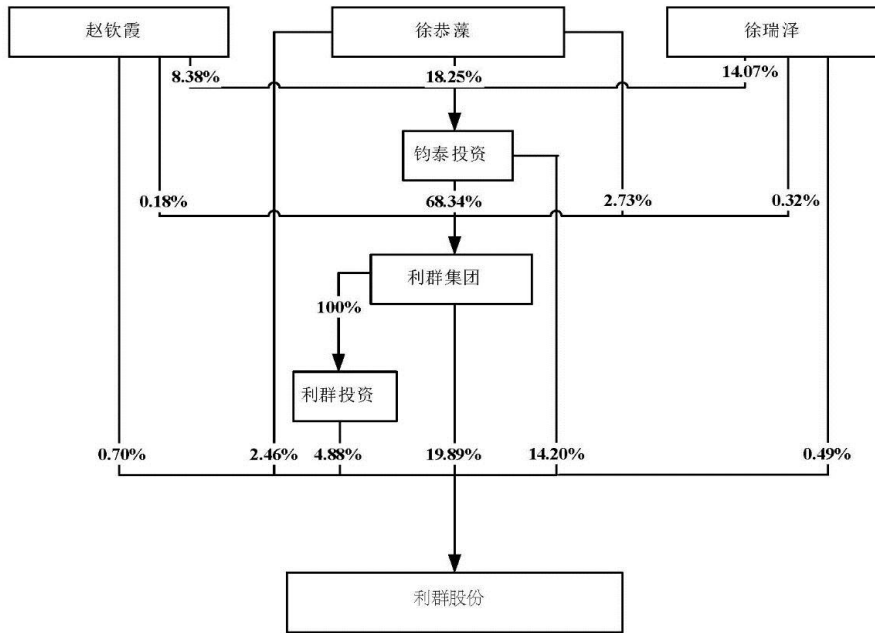 赵钦霞
徐恭藻
徐瑞泽
8.38%
18.25%
14.07%
钧泰投资
0.18%
68.34%
2.73%
0.32%
利群集团
100%
利群投资
0.70%
2.46%
4.88%
19.89%
14.20%
0.49%
利群股份